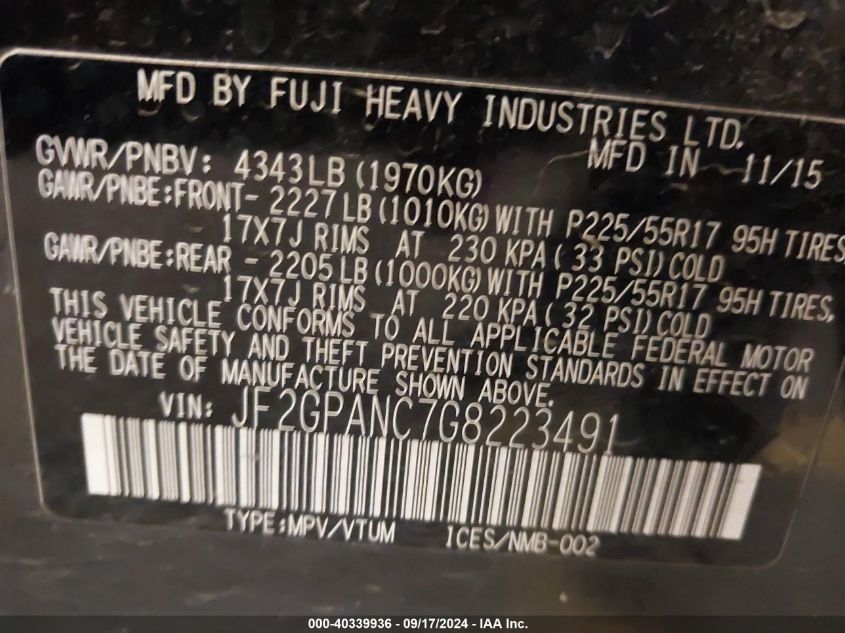 MFD BY FUJI HEAVY INDUSTRIES LTD.
MFD IN 11/15
GVWR/PNBV: 4343LB (1970KG)
GAWR/PNBE:FRONT- 2227LB (1010KG) WITH P225/55R17 95H TIRES
17X7J RIMS AT 230 KPA ( 33 PSI) COLD
GAWR/PNBE:REAR - 2205LB (1000KG) WITH P225/55R17 95H TIRES,
17X7J RIMS AT 220 KPA ( 32 PSI) COLD
THIS VEHICLE CONFORMS TO ALL APPLICABLE FEDERAL MOTOR
VEHICLE SAFETY AND THEFT PREVENTION STANDARDS IN EFFECT ON
THE DATE OF MANUFACTURE SHOWN ABOVE.
VIN: JF2GPANC7G8223491
TYPE:MPV/VTUM ICES/NMB-002
000-40339936 - 09/17/2024 - IAA Inc.